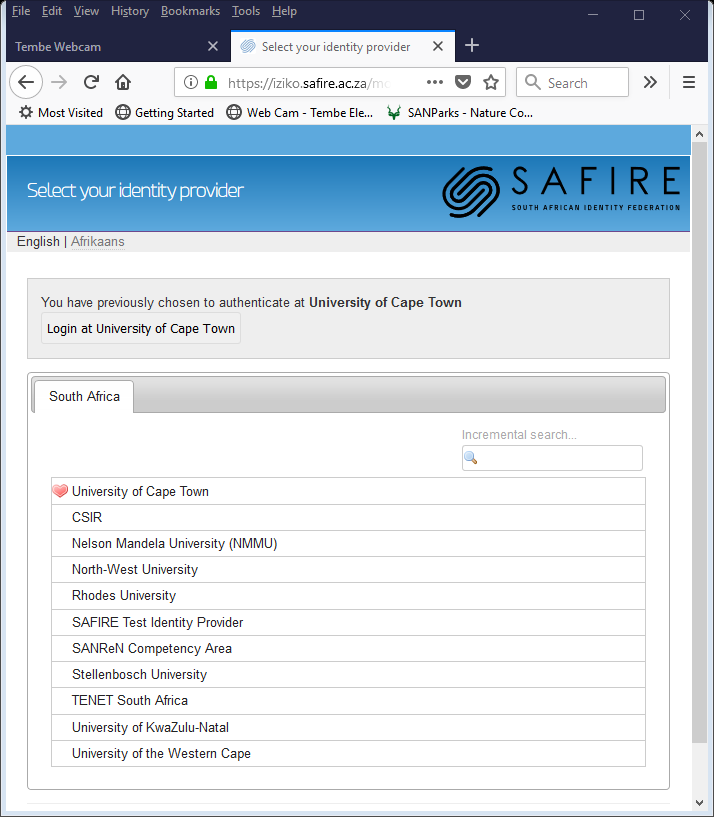 File Edit View History Bookmarks Tools Help
Tembe Webcam
Select your identity provider
https://iziko.safire.ac.za/
Search
Most Visited
Getting Started
Web Cam - Tembe Ele...
SANParks - Nature Co...
Select your identity provider
SAFIRE
SOUTH AFRICAN IDENTITY FEDERATION
English | Afrikaans
You have previously chosen to authenticate at University of Cape Town
Login at University of Cape Town
South Africa
Incremental search...
University of Cape Town
CSIR
Nelson Mandela University (NMMU)
North-West University
Rhodes University
SAFIRE Test Identity Provider
SANReN Competency Area
Stellenbosch University
TENET South Africa
University of KwaZulu-Natal
University of the Western Cape